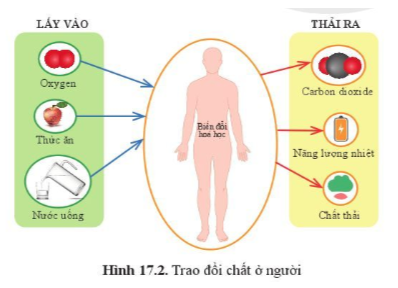 LẤY VÀO
THẢI RA
Oxygen
Thức ăn
Nước uống
Biến đổi
hoá học
Carbon dioxide
Năng lượng nhiệt
Chất thải
Hình 17.2. Trao đổi chất ở người